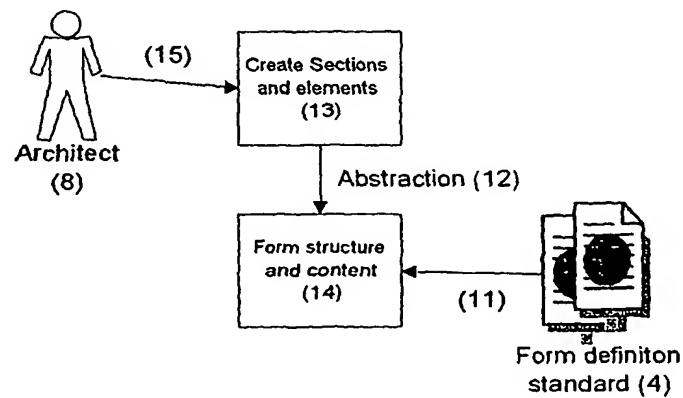 (15)
Create Sections
and elements
(13)
Architect
(8)
Abstraction (12)
Form structure
and content
(14)
(11)
Form definiton
standard (4)